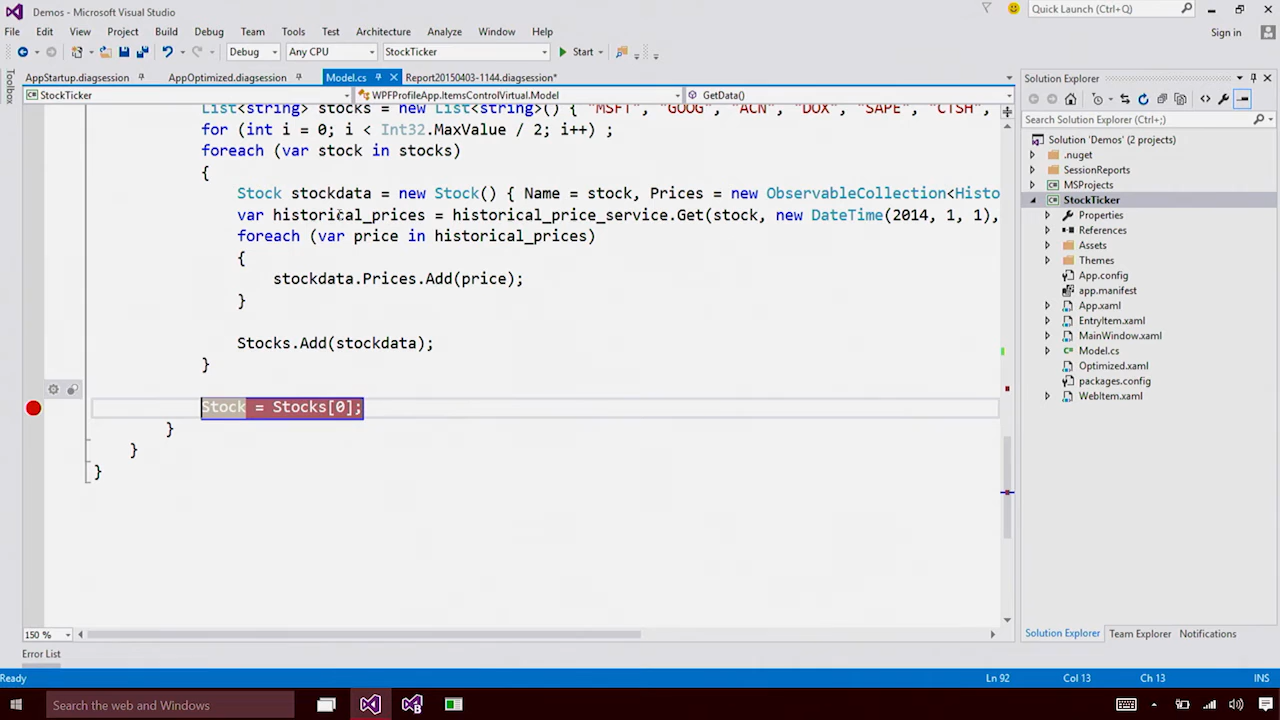 Demos - Microsoft Visual Studio
Quick Launch (Ctrl+Q)
File Edit View Project Build Debug Team Tools Test Architecture Analyze Window Help
Sign in
Debug Any CPU StockTicker Start
Toolbox
AppStartup.diagsession AppOptimized.diagsession Model.cs Report20150403-1144.diagsession*
StockTicker WPFProfileApp.ItemsControlVirtual.Model GetData()
List<string> stocks = new List<string>() { "MSFT", "GOOG", "ACN", "DOX", "SAPE", "CTSH",
for (int i = 0; i < Int32.MaxValue / 2; i++) ;
foreach (var stock in stocks)
{
Stock stockdata = new Stock() { Name = stock, Prices = new ObservableCollection<Histo
var historical_prices = historical_price_service.Get(stock, new DateTime(2014, 1, 1),
foreach (var price in historical_prices)
{
stockdata.Prices.Add(price);
}
Stocks.Add(stockdata);
}
Stock = Stocks[0];
}
}
}
150 %
Error List
Solution Explorer
Search Solution Explorer (Ctrl+;)
Solution 'Demos' (2 projects)
.nuget
SessionReports
MSProjects
StockTicker
Properties
References
Assets
Themes
App.config
app.manifest
App.xaml
EntryItem.xaml
MainWindow.xaml
Model.cs
Optimized.xaml
packages.config
WebItem.xaml
Solution Explorer Team Explorer Notifications
Ready Ln 92 Col 13 Ch 13 INS
Search the web and Windows